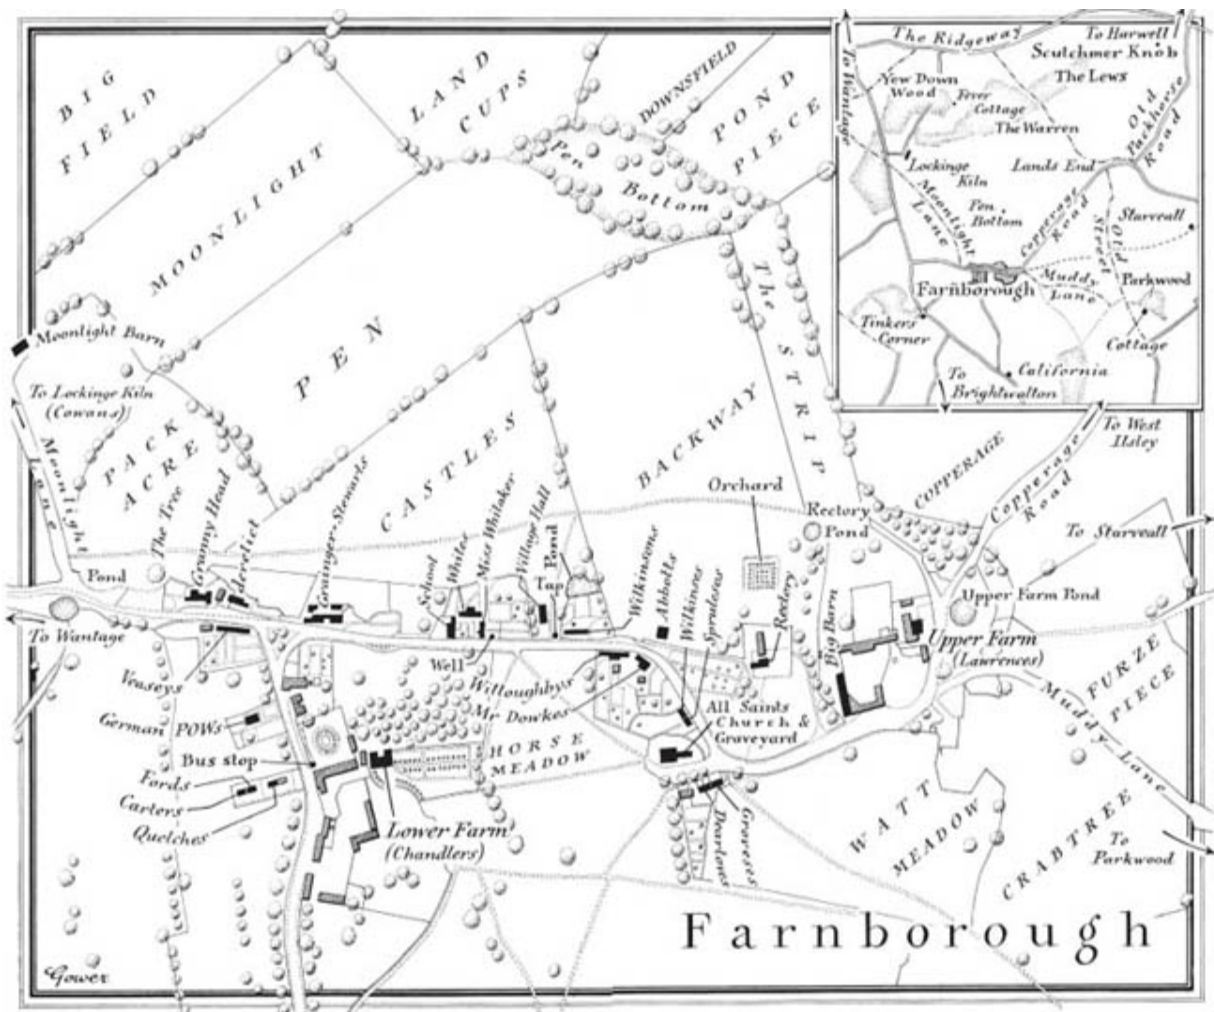 BIG
FIELD
LAND
CUPS
DOWNSFIELD
POND
PIECE
MOONLIGHT
Pen
Bottom
Moonlight Barn
PEN
The STRIP
To Lockinge Kiln
(Cowans)
Moonlight
Lane
PACK
ACRE
CASTLES
BACKWAY
COPPERAGE
Copperage
Road
To West
Ilsley
The Tree
Granny Head
derelict
Grainger-Stewarts
School
Whites
Miss Whitaker
Village Hall
Pond
Tap
Wilkinsons
Abbotts
Wilkinses
Spruleses
Orchard
Rectory
Rectory
Pond
Big Barn
To Starveall
Pond
Upper Farm Pond
To Wantage
Well
Upper Farm
(Lawrences)
Veaseys
Willoughbys
Mr Dowkes
German POWs
All Saints
Church &
Graveyard
FURZE
PIECE
Muddy Lane
Bus stop
HORSE
MEADOW
Fords
Carters
Quelches
Lower Farm
(Chandlers)
Dearloves
Groveses
WATT
MEADOW
CRABTREE
To
Parkwood
Farnborough
Gower
The Ridgeway
To Harwell
Scutchmer Knob
The Lews
To Wantage
Yew Down
Wood
Fever
Cottage
The Warren
Old
Packhorse
Road
Lockinge
Kiln
Lands End
Moonlight
Lane
Pen
Bottom
Copperage
Road
Old
Street
Starveall
Farnborough
Muddy
Lane
Parkwood
Tinkers
Corner
Cottage
To
Brightwalton
California